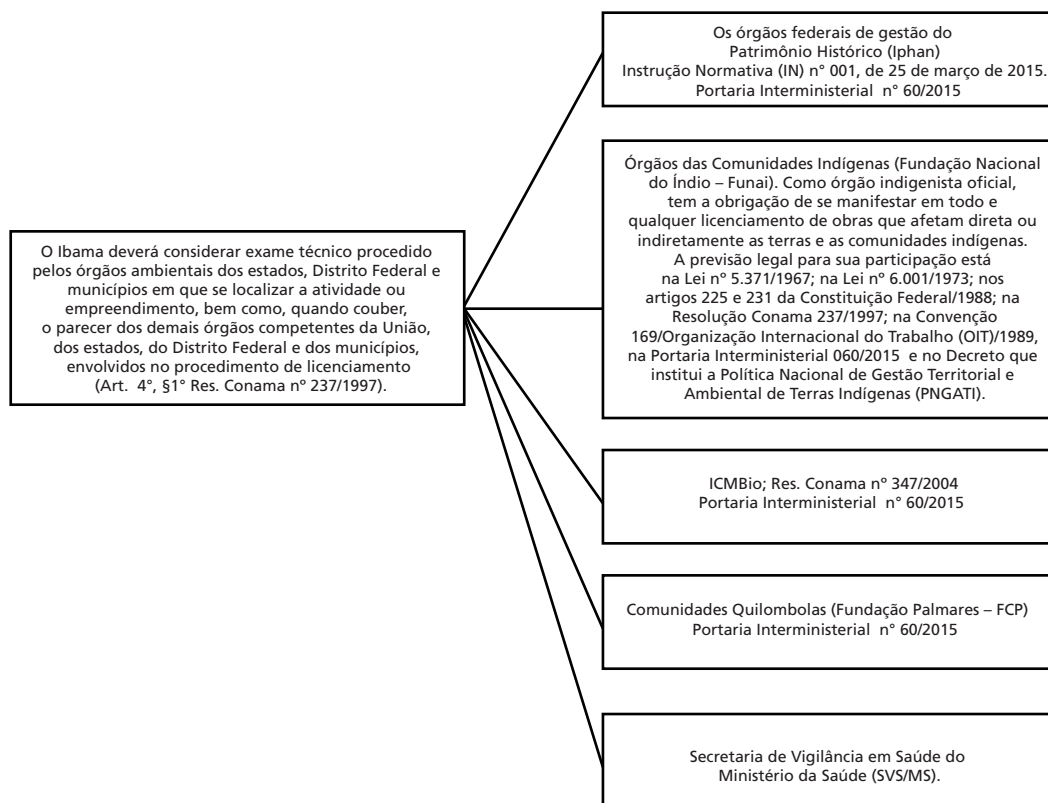 O Ibama deverá considerar exame técnico procedido
pelos órgãos ambientais dos estados, Distrito Federal e
municípios em que se localizar a atividade ou
empreendimento, bem como, quando couber,
o parecer dos demais órgãos competentes da União,
dos estados, do Distrito Federal e dos municípios,
envolvidos no procedimento de licenciamento
(Art. 4°, §1° Res. Conama nº 237/1997).
Os órgãos federais de gestão do
Patrimônio Histórico (Iphan)
Instrução Normativa (IN) n° 001, de 25 de março de 2015.
Portaria Interministerial n° 60/2015
Órgãos das Comunidades Indígenas (Fundação Nacional
do Índio – Funai). Como órgão indigenista oficial,
tem a obrigação de se manifestar em todo e
qualquer licenciamento de obras que afetam direta ou
indiretamente as terras e as comunidades indígenas.
A previsão legal para sua participação está
na Lei nº 5.371/1967; na Lei nº 6.001/1973; nos
artigos 225 e 231 da Constituição Federal/1988; na
Resolução Conama 237/1997; na Convenção
169/Organização Internacional do Trabalho (OIT)/1989,
na Portaria Interministerial 060/2015 e no Decreto que
institui a Política Nacional de Gestão Territorial e
Ambiental de Terras Indígenas (PNGATI).
ICMBio; Res. Conama nº 347/2004
Portaria Interministerial n° 60/2015
Comunidades Quilombolas (Fundação Palmares – FCP)
Portaria Interministerial n° 60/2015
Secretaria de Vigilância em Saúde do
Ministério da Saúde (SVS/MS).